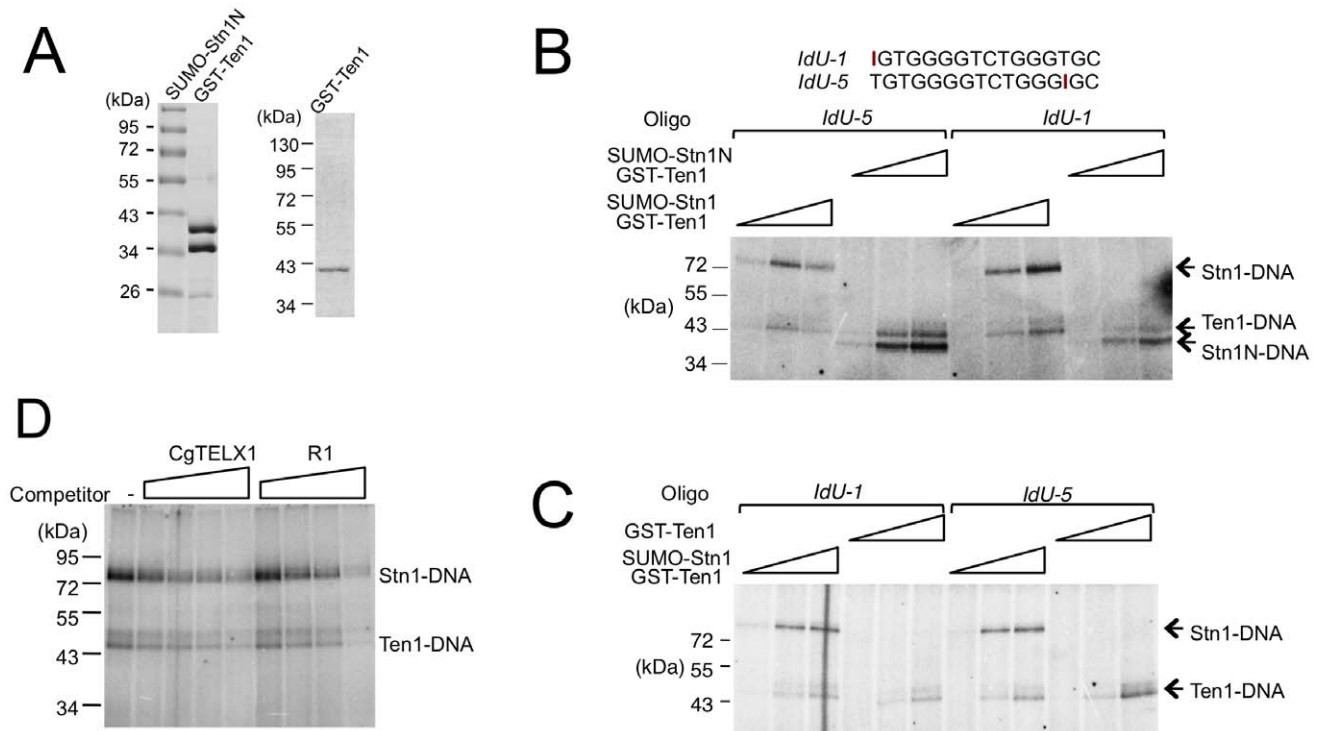 A
SUMO-Stn1N
GST-Ten1
(kDa)
95
72
55
43
34
26
GST-Ten1
(kDa)
130
95
72
55
43
34
B
IdU-1 IGTGGGGTCTGGGTGC
IdU-5 TGTGGGGTCTGGGIGC
Oligo IdU-5 IdU-1
SUMO-Stn1N
GST-Ten1
SUMO-Stn1
GST-Ten1
(kDa)
72
55
43
34
Stn1-DNA
Ten1-DNA
Stn1N-DNA
D
CgTELX1 R1
Competitor -
(kDa)
95
72
55
43
34
Stn1-DNA
Ten1-DNA
C
Oligo IdU-1 IdU-5
GST-Ten1
SUMO-Stn1
GST-Ten1
(kDa)
72
55
43
Stn1-DNA
Ten1-DNA